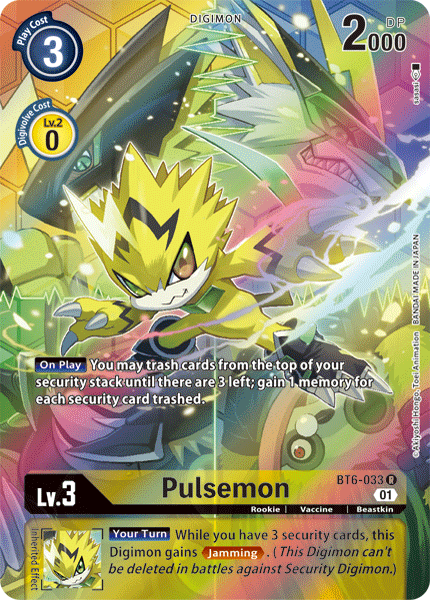 DIGIMON
Play Cost
3
DP
2000
Digivolve Cost
Lv.2
0
On Play You may trash cards from the top of your
security stack until there are 3 left; gain 1 memory for
each security card trashed.
©Akiyoshi Hongo, Toei Animation BANDAI MADE IN JAPAN
Lv.3
Pulsemon
BT6-033 R
01
Rookie | Vaccine | Beastkin
Inherited Effect
Your Turn While you have 3 security cards, this
Digimon gains Jamming. (This Digimon can't
be deleted in battles against Security Digimon.)